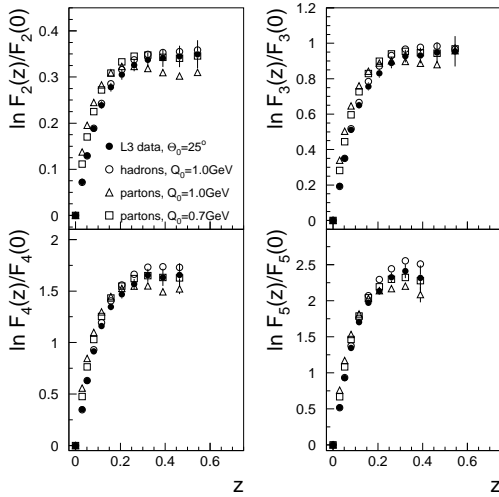 ln F₂(z)/F₂(0)
0.4
0.3
0.2
0.1
0
L3 data, Θ₀=25°
hadrons, Q₀=1.0GeV
partons, Q₀=1.0GeV
partons, Q₀=0.7GeV
ln F₃(z)/F₃(0)
1.2
1
0.8
0.6
0.4
0.2
0
ln F₄(z)/F₄(0)
2
1.5
1
0.5
0
0 0.2 0.4 0.6
z
ln F₅(z)/F₅(0)
2.5
2
1.5
1
0.5
0
0 0.2 0.4 0.6
z